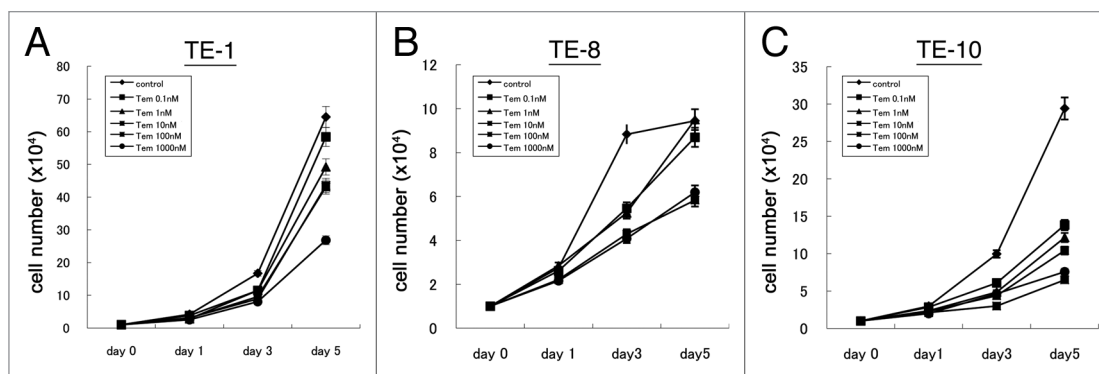 A
TE-1
cell number (x10⁴)
80
70
60
50
40
30
20
10
0
control
Tem 0.1nM
Tem 1nM
Tem 10nM
Tem 100nM
Tem 1000nM
day 0
day 1
day 3
day 5
B
TE-8
cell number (x10⁴)
12
10
8
6
4
2
0
control
Tem 0.1nM
Tem 1nM
Tem 10nM
Tem 100nM
Tem 1000nM
day 0
day 1
day3
day5
C
TE-10
cell number (x10⁴)
35
30
25
20
15
10
5
0
control
Tem 0.1nM
Tem 1nM
Tem 10nM
Tem 100nM
Tem 1000nM
day 0
day1
day3
day5